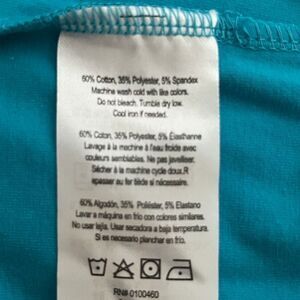 60% Cotton, 35% Polyester, 5% Spandex
Machine wash cold with like colors.
Do not bleach. Tumble dry low.
Cool iron if needed.
60% Coton, 35% Polyester, 5% Élasthanne
Lavage à la machine à l'eau froide avec
couleurs semblables. Ne pas javelliser.
Sécher à la machine cycle doux.R
epasser au fer tiède si nécessaire.
60% Algodón, 35% Poliéster, 5% Elastano
Lavar a máquina en frío con colores similares.
No usar lejía. Usar secadora a baja temperatura.
Si es necesario planchar en frío.
RN# 0100460